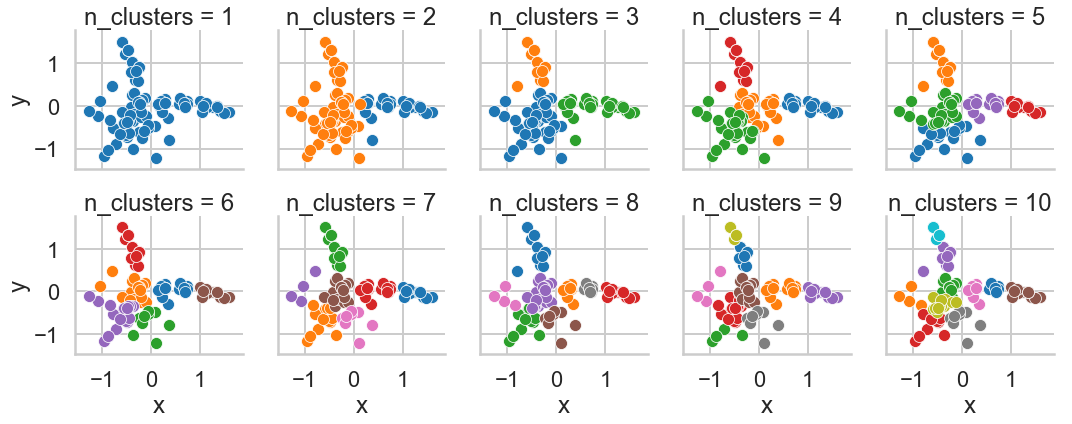 n_clusters = 1
n_clusters = 2
n_clusters = 3
n_clusters = 4
n_clusters = 5
1
0
−1
y
n_clusters = 6
n_clusters = 7
n_clusters = 8
n_clusters = 9
n_clusters = 10
1
0
−1
y
−1 0 1
−1 0 1
−1 0 1
−1 0 1
−1 0 1
x
x
x
x
x